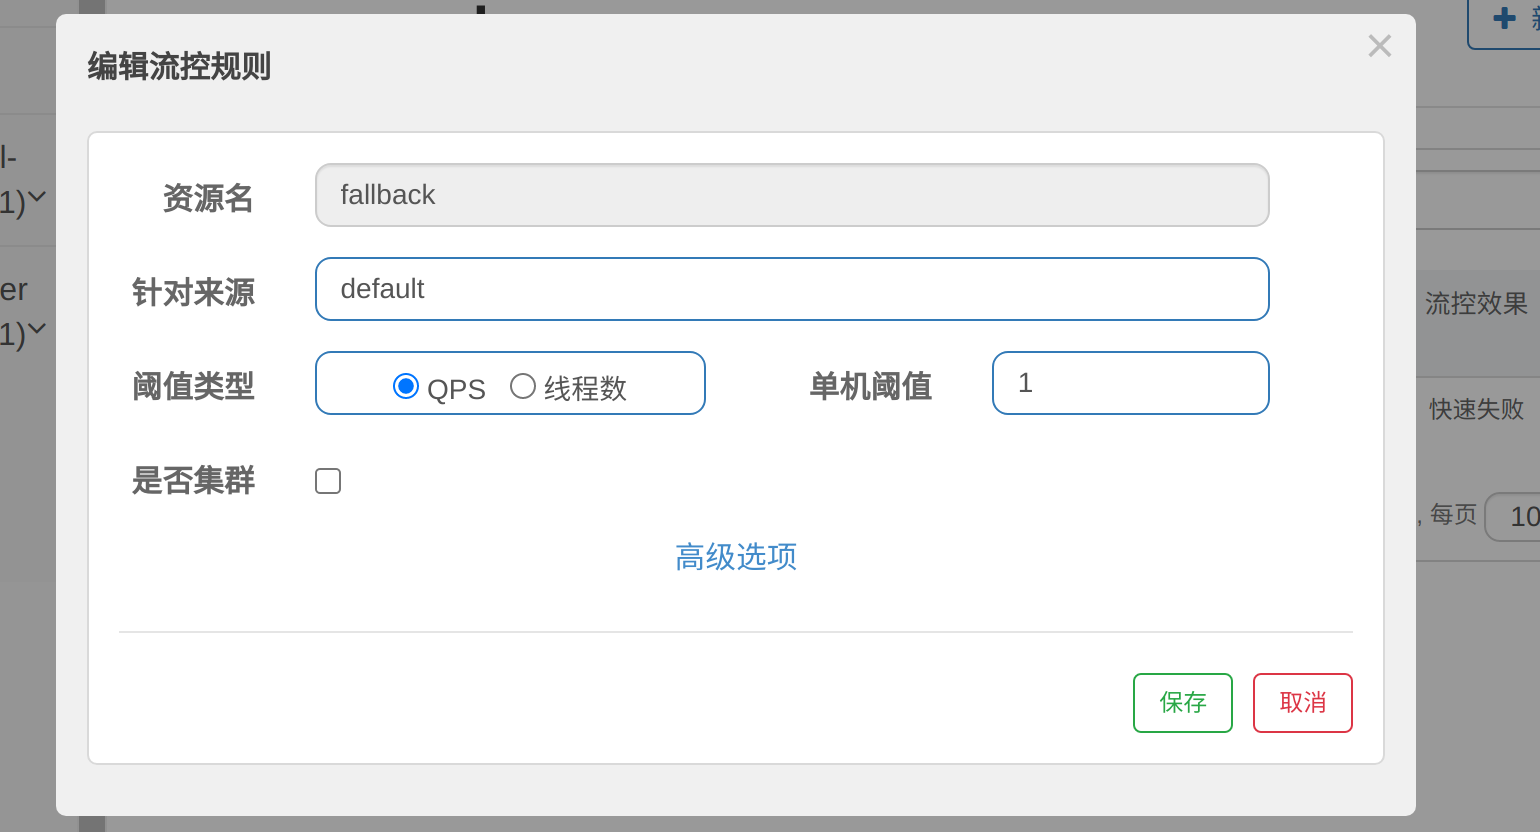 编辑流控规则
×
资源名
fallback
针对来源
default
阈值类型
QPS
线程数
单机阈值
1
是否集群
高级选项
保存
取消
l-
1)
er
1)
流控效果
快速失败
, 每页
10